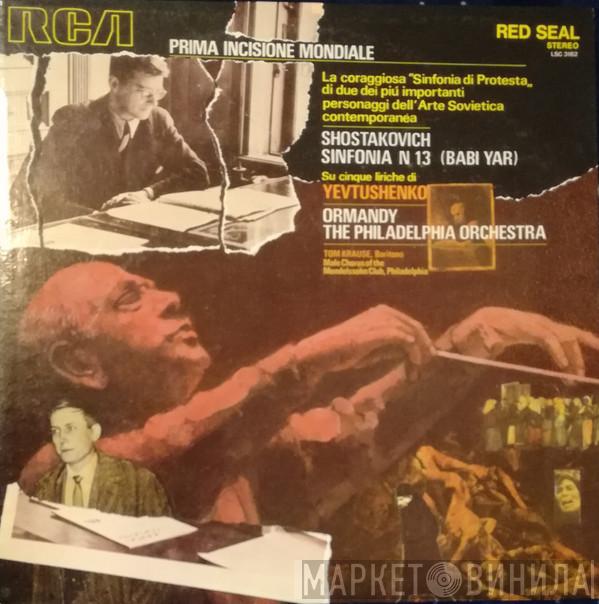 RCA
RED SEAL
STEREO
LSC 3162
PRIMA INCISIONE MONDIALE
La coraggiosa "Sinfonia di Protesta„
di due dei piú importanti
personaggi dell'Arte Sovietica
contemporanea
SHOSTAKOVICH
SINFONIA N 13 (BABI YAR)
Su cinque liriche di
YEVTUSHENKO
ORMANDY
THE PHILADELPHIA ORCHESTRA
TOM KRAUSE, Baritono
Male Chorus of the
Mendelssohn Club, Philadelphia
МАРКЕТ ВИНИЛА